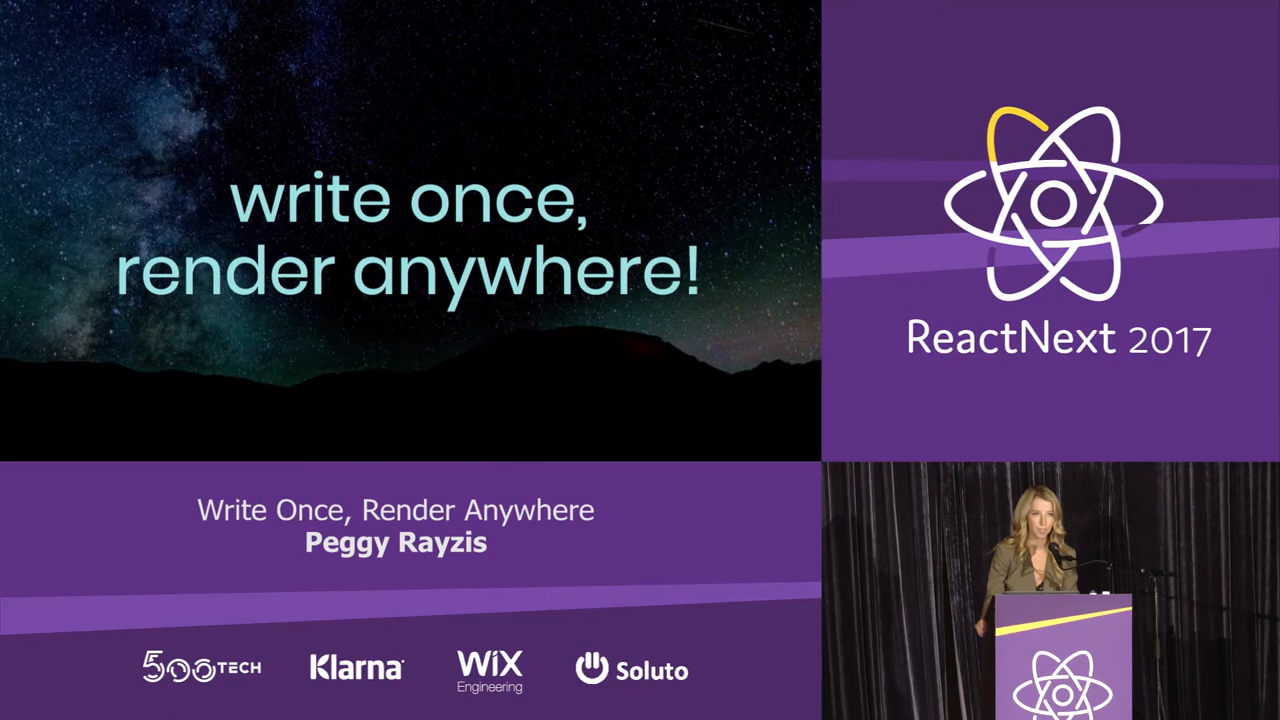 write once,
render anywhere!
ReactNext 2017
Write Once, Render Anywhere
Peggy Rayzis
500TECH
Klarna
WiX
Engineering
Soluto